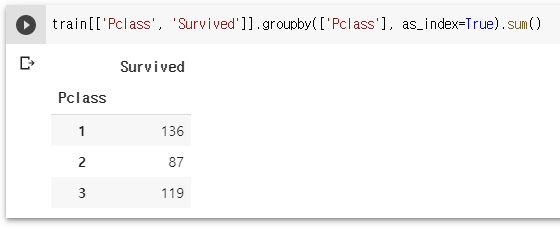 train[['Pclass', 'Survived']].groupby(['Pclass'], as_index=True).sum()
Survived
Pclass
1 136
2 87
3 119